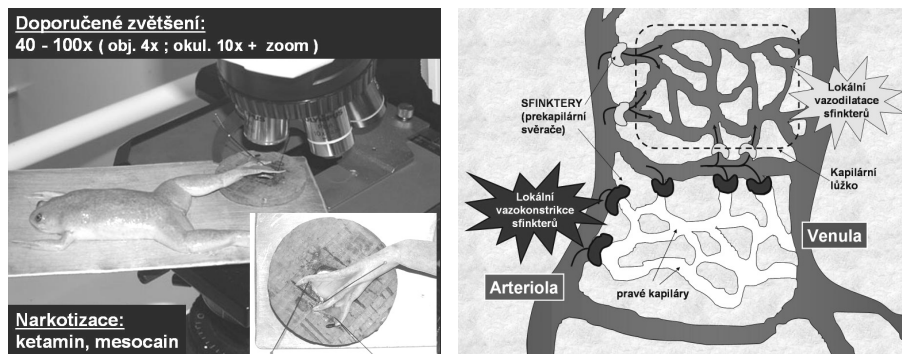 Doporučené zvětšení:
40 - 100x ( obj. 4x ; okul. 10x + zoom )
Narkotizace:
ketamin, mesocain
SFINKTERY
(prekapilární
svěrače)
Lokální
vazodilatace
sfinkterů
Kapilární
lůžko
Lokální
vazokonstrikce
sfinkterů
Venula
Arteriola
pravé kapiláry